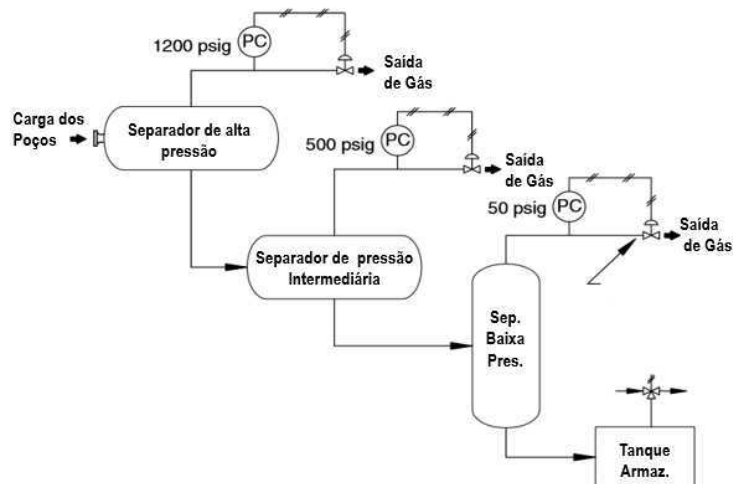 1200 psig
PC
Saída
de Gás
Carga dos
Poços
Separador de alta
pressão
500 psig
PC
Saída
de Gás
50 psig
PC
Saída
de Gás
Separador de pressão
Intermediária
Sep.
Baixa
Pres.
Tanque
Armaz.